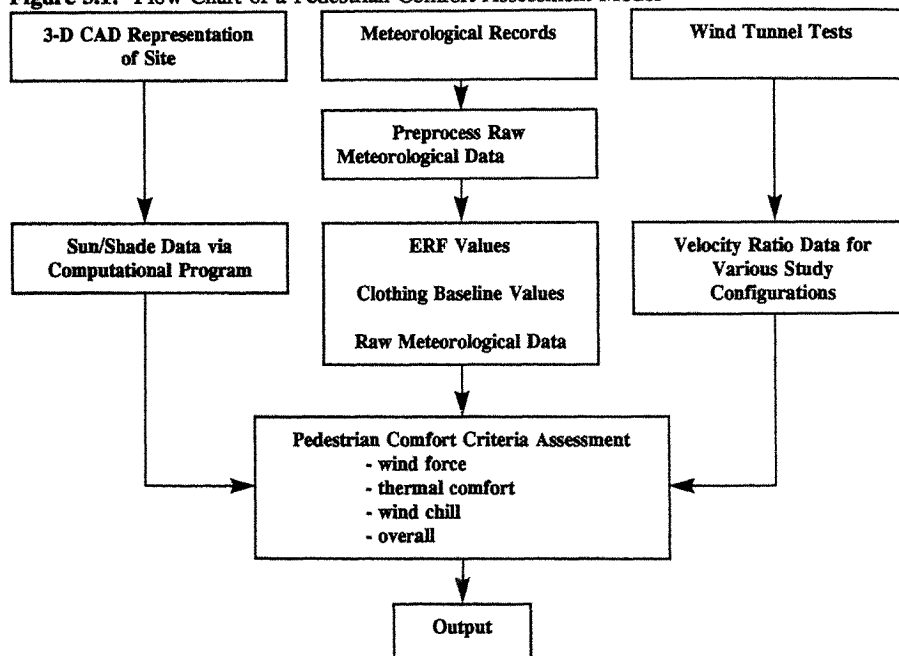 Figure 3.1. Flow Chart of a Pedestrian Comfort Assessment Model
3-D CAD Representation
of Site
Meteorological Records
Wind Tunnel Tests
Preprocess Raw
Meteorological Data
Sun/Shade Data via
Computational Program
ERF Values
Clothing Baseline Values
Raw Meteorological Data
Velocity Ratio Data for
Various Study
Configurations
Pedestrian Comfort Criteria Assessment
- wind force
- thermal comfort
- wind chill
- overall
Output